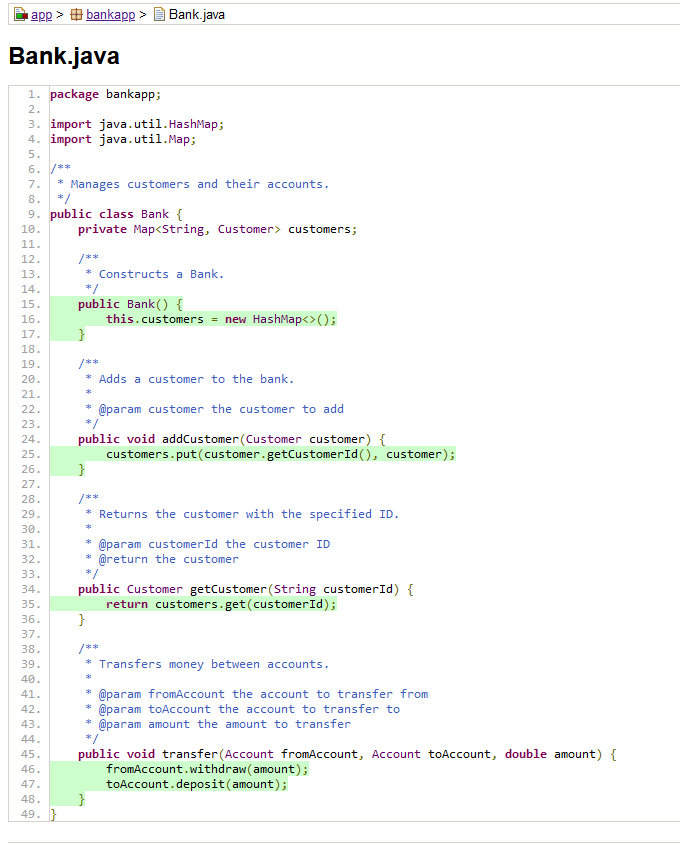 app > bankapp > Bank.java
Bank.java
1. package bankapp;
2.
3. import java.util.HashMap;
4. import java.util.Map;
5.
6. /**
7.  * Manages customers and their accounts.
8.  */
9. public class Bank {
10.     private Map<String, Customer> customers;
11.
12.     /**
13.      * Constructs a Bank.
14.      */
15.     public Bank() {
16.         this.customers = new HashMap<>();
17.     }
18.
19.     /**
20.      * Adds a customer to the bank.
21.      *
22.      * @param customer the customer to add
23.      */
24.     public void addCustomer(Customer customer) {
25.         customers.put(customer.getCustomerId(), customer);
26.     }
27.
28.     /**
29.      * Returns the customer with the specified ID.
30.      *
31.      * @param customerId the customer ID
32.      * @return the customer
33.      */
34.     public Customer getCustomer(String customerId) {
35.         return customers.get(customerId);
36.     }
37.
38.     /**
39.      * Transfers money between accounts.
40.      *
41.      * @param fromAccount the account to transfer from
42.      * @param toAccount the account to transfer to
43.      * @param amount the amount to transfer
44.      */
45.     public void transfer(Account fromAccount, Account toAccount, double amount) {
46.         fromAccount.withdraw(amount);
47.         toAccount.deposit(amount);
48.     }
49. }